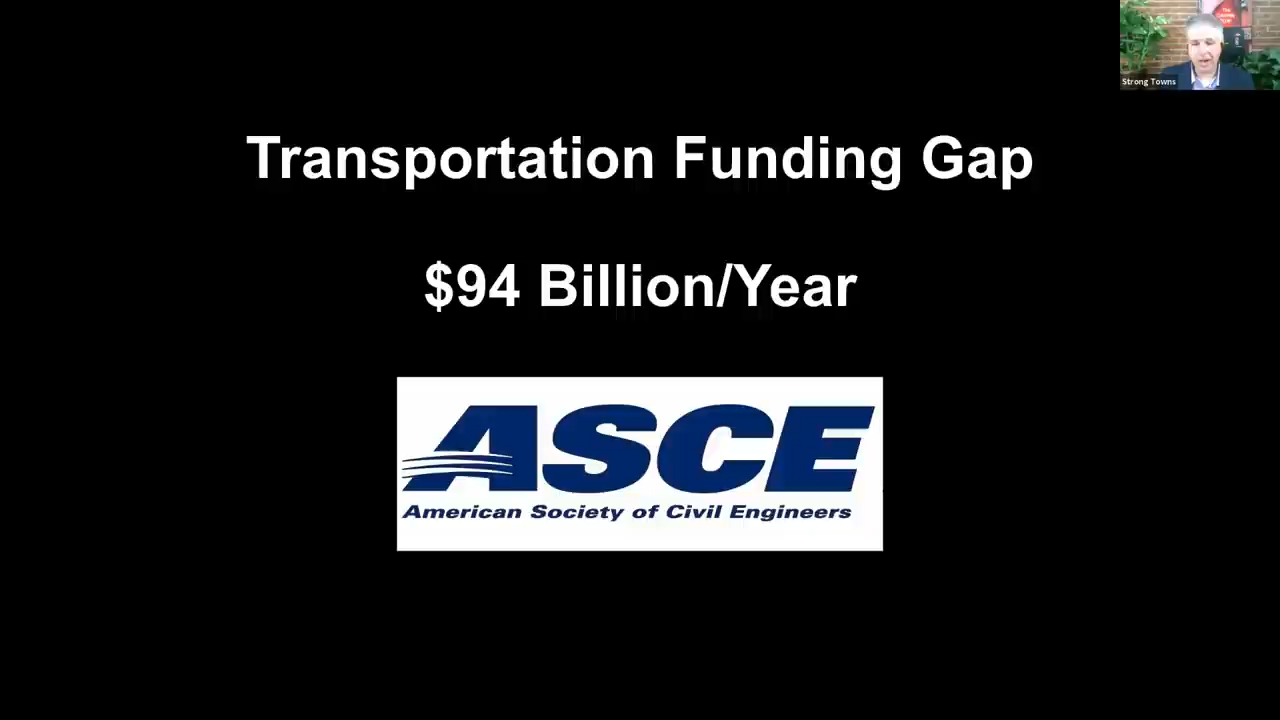 Transportation Funding Gap
$94 Billion/Year
ASCE
American Society of Civil Engineers
Strong Towns